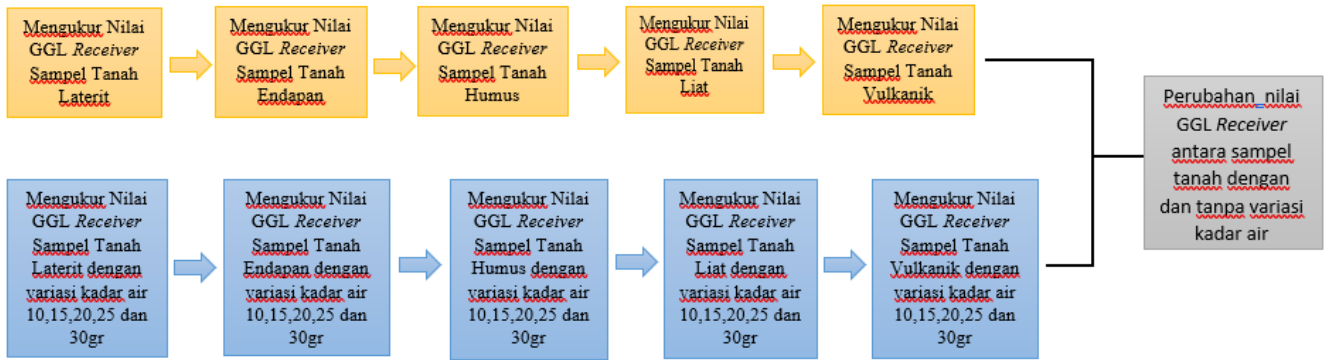 Mengukur Nilai
GGL Receiver
Sampel Tanah
Laterit
Mengukur Nilai
GGL Receiver
Sampel Tanah
Endapan
Mengukur Nilai
GGL Receiver
Sampel Tanah
Humus
Mengukur Nilai
GGL Receiver
Sampel Tanah
Liat
Mengukur Nilai
GGL Receiver
Sampel Tanah
Vulkanik
Mengukur Nilai
GGL Receiver
Sampel Tanah
Laterit dengan
variasi kadar air
10,15,20,25 dan
30gr
Mengukur Nilai
GGL Receiver
Sampel Tanah
Endapan dengan
variasi kadar air
10,15,20,25 dan
30gr
Mengukur Nilai
GGL Receiver
Sampel Tanah
Humus dengan
variasi kadar air
10,15,20,25 dan
30gr
Mengukur Nilai
GGL Receiver
Sampel Tanah
Liat dengan
variasi kadar air
10,15,20,25 dan
30gr
Mengukur Nilai
GGL Receiver
Sampel Tanah
Vulkanik dengan
variasi kadar air
10,15,20,25 dan
30gr
Perubahan nilai
GGL Receiver
antara sampel
tanah dengan
dan tanpa variasi
kadar air